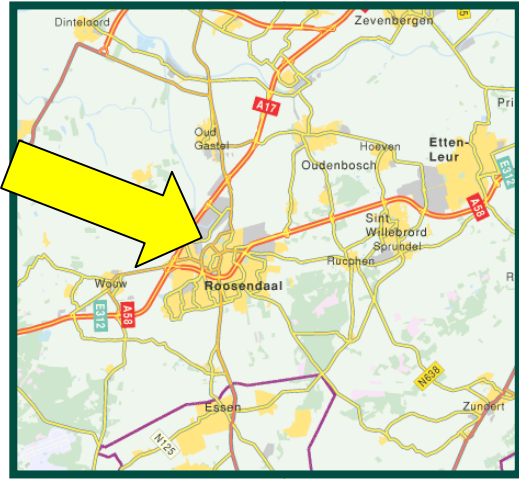 Dinteloord
Zevenbergen
A17
Pri
Oud
Gastel
Hoeven
Etten-
Leur
Oudenbosch
E312
A58
Sint
Willebrord
Sprundel
Rucphen
R
Wouw
Roosendaal
E312
A58
N638
Essen
Zundert
N125